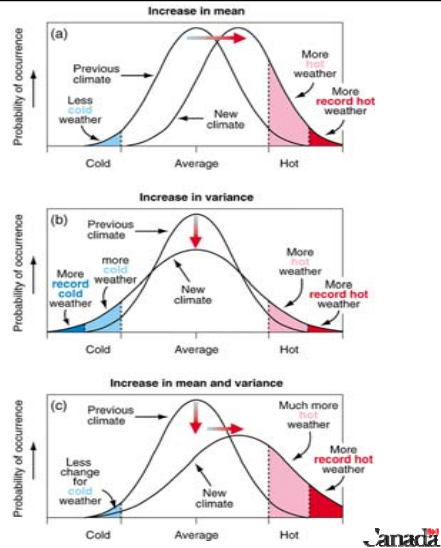 Increase in mean
(a)
Probability of occurrence
Previous
climate
Less
cold
weather
New
climate
More
hot
weather
More
record hot
weather
Cold
Average
Hot
Increase in variance
(b)
Probability of occurrence
Previous
climate
More
record
cold
weather
more
cold
weather
New
climate
More
hot
weather
More
record hot
weather
Cold
Average
Hot
Increase in mean and variance
(c)
Probability of occurrence
Previous
climate
Less
change
for
cold
weather
New
climate
Much more
hot
weather
More
record hot
weather
Cold
Average
Hot
Canada